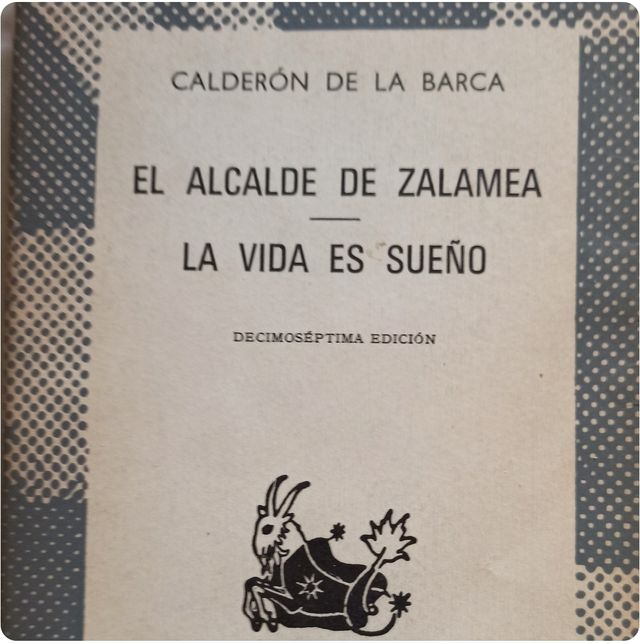 CALDERÓN DE LA BARCA
EL ALCALDE DE ZALAMEA
LA VIDA ES SUEÑO
DECIMOSÉPTIMA EDICIÓN